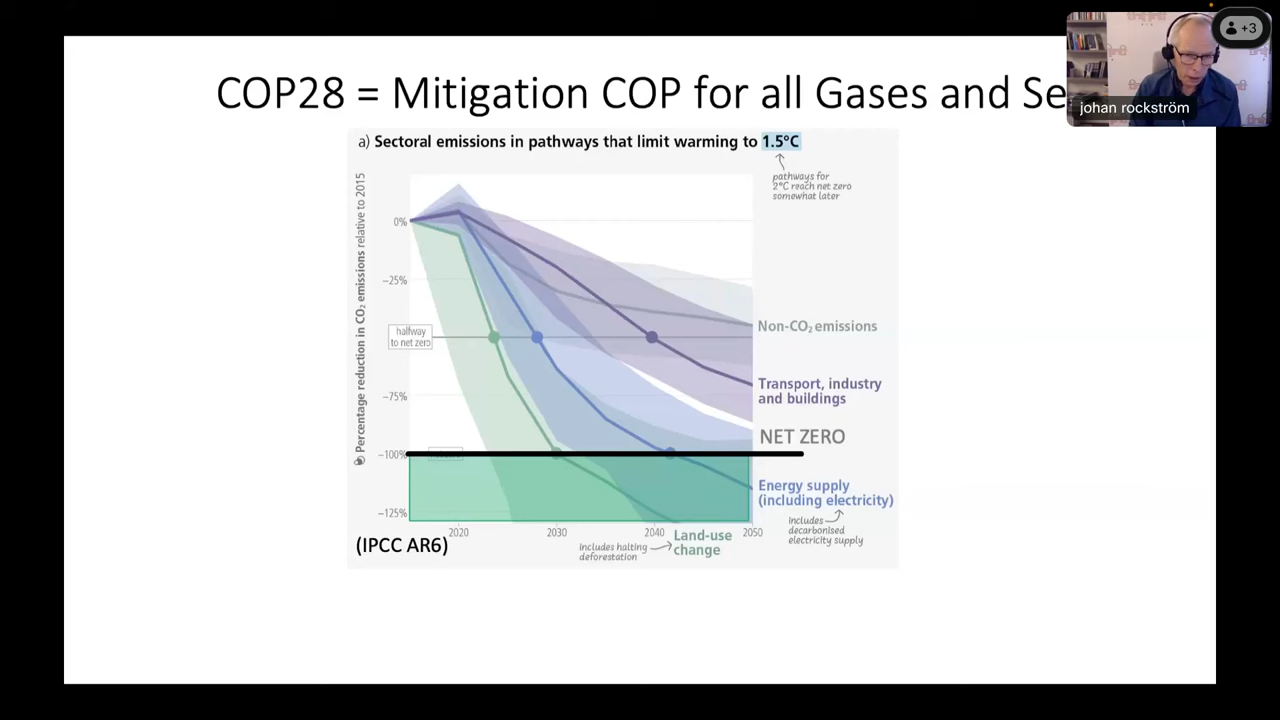 +3
johan rockström
COP28 = Mitigation COP for all Gases and Se
a) Sectoral emissions in pathways that limit warming to 1.5°C
pathways for
2°C reach net zero
somewhat later
Percentage reduction in CO₂ emissions relative to 2015
0%
−25%
halfway
to net zero
−75%
−100%
−125%
Non-CO₂ emissions
Transport, industry
and buildings
NET ZERO
Energy supply
(including electricity)
Includes
decarbonised
electricity supply
2020
2030
2040
2050
Land-use
change
Includes halting
deforestation
(IPCC AR6)